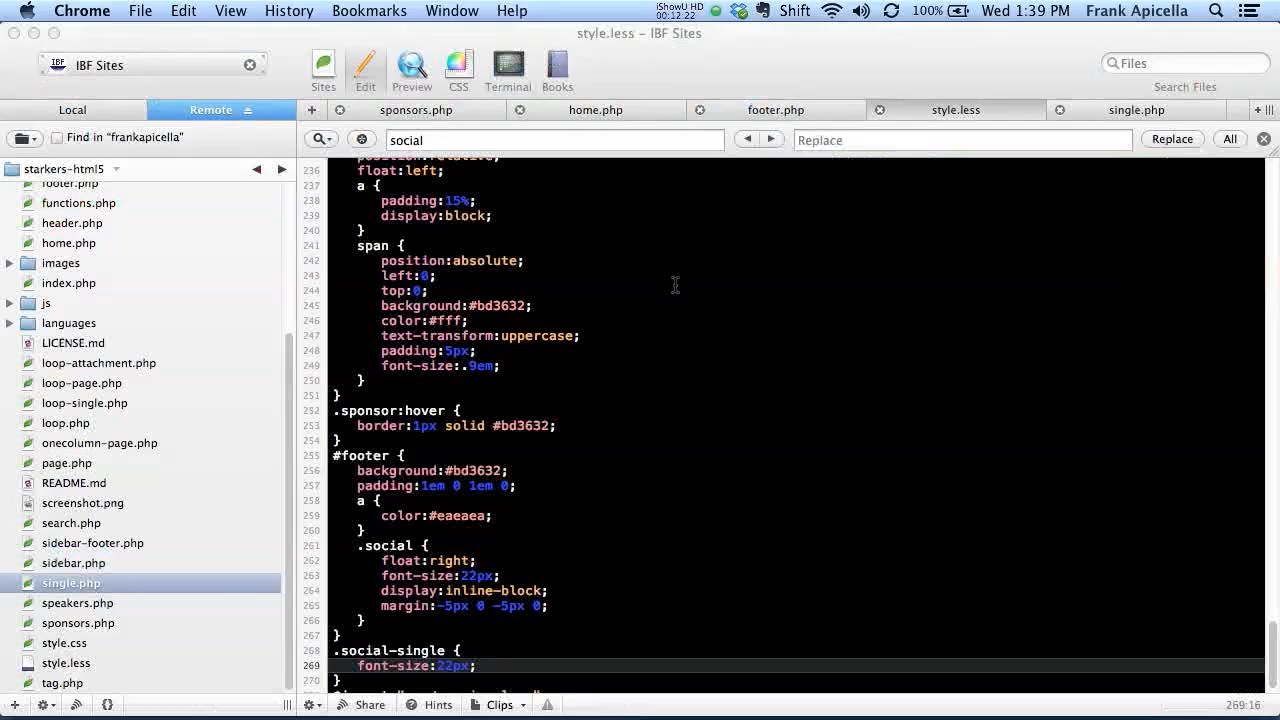 Chrome File Edit View History Bookmarks Window Help iShowU HD 00:12:22 Shift 100% Wed 1:39 PM Frank Apicella
style.less – IBF Sites
IBF IBF Sites
Files
Sites Edit Preview CSS Terminal Books Search Files
Local Remote
+ sponsors.php home.php footer.php style.less single.php
Find in “frankapicella”
social Replace Replace All
starkers-html5
footer.php
functions.php
header.php
home.php
images
index.php
js
languages
LICENSE.md
loop-attachment.php
loop-page.php
loop-single.php
loop.php
onecolumn-page.php
page.php
README.md
screenshot.png
search.php
sidebar-footer.php
sidebar.php
single.php
speakers.php
sponsors.php
style.css
style.less
tag.php
position:relative;
236 float:left;
237 a {
238 padding:15%;
239 display:block;
240 }
241 span {
242 position:absolute;
243 left:0;
244 top:0;
245 background:#bd3632;
246 color:#fff;
247 text-transform:uppercase;
248 padding:5px;
249 font-size:.9em;
250 }
251 }
252 .sponsor:hover {
253 border:1px solid #bd3632;
254 }
255 #footer {
256 background:#bd3632;
257 padding:1em 0 1em 0;
258 a {
259 color:#eaeaea;
260 }
261 .social {
262 float:right;
263 font-size:22px;
264 display:inline-block;
265 margin:-5px 0 -5px 0;
266 }
267 }
268 .social-single {
269 font-size:22px;
270 }
Share Hints Clips 269:16